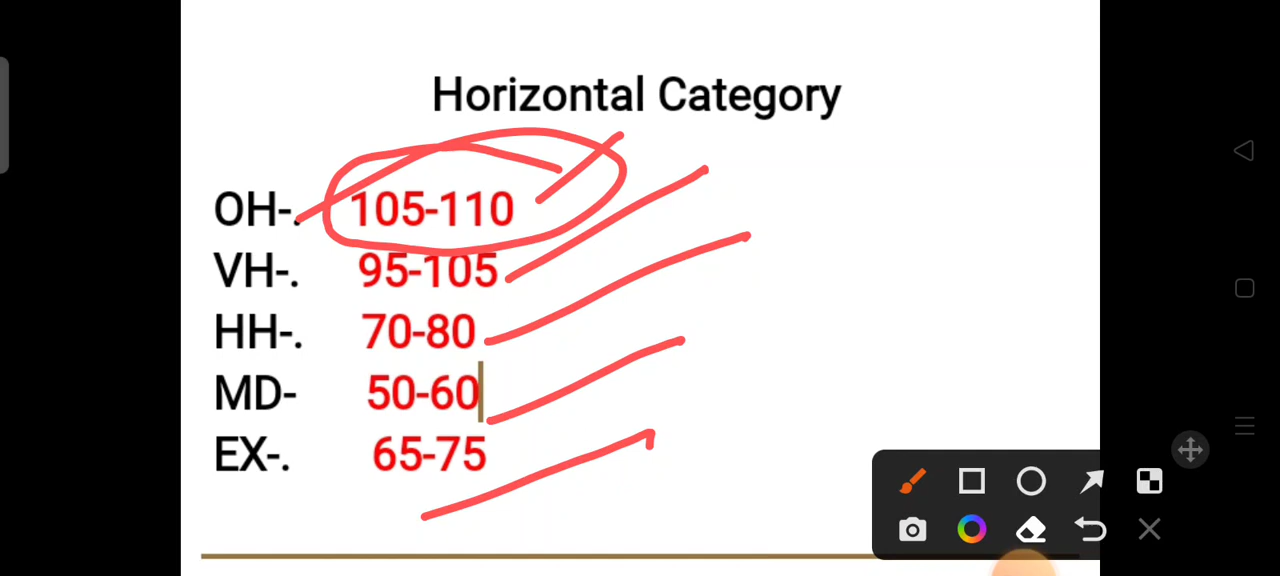 Horizontal Category
OH-. 105-110
VH-. 95-105
HH-. 70-80
MD- 50-60
EX-. 65-75